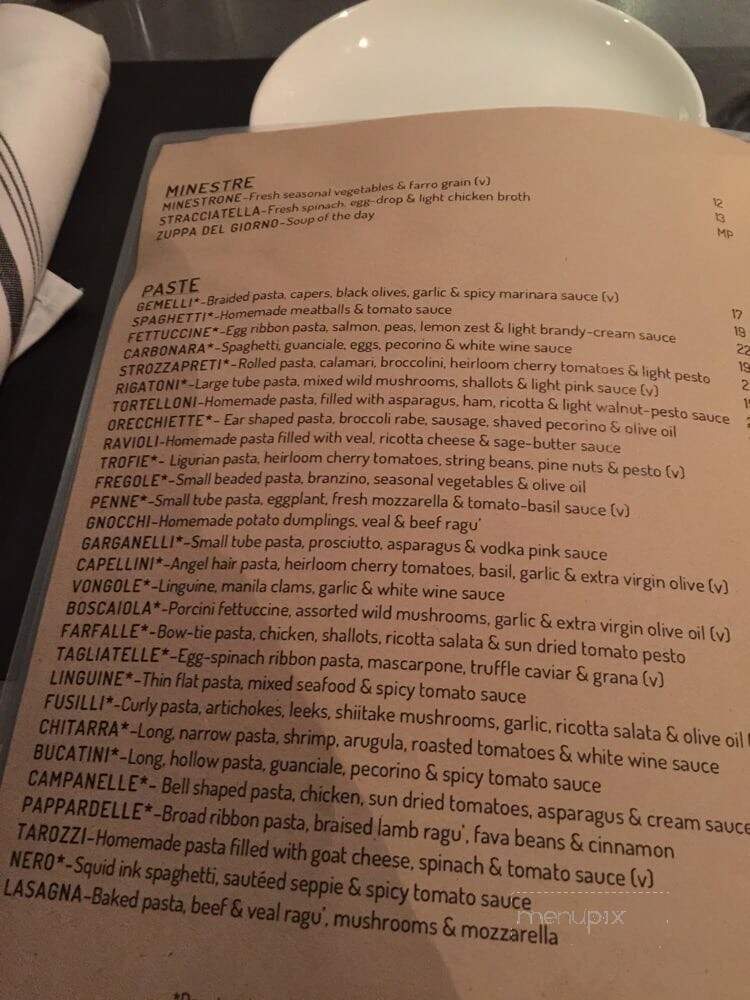 MINESTRE
MINESTRONE-Fresh seasonal vegetables & farro grain (v) 12
STRACCIATELLA-Fresh spinach, egg-drop & light chicken broth 13
ZUPPA DEL GIORNO-Soup of the day MP
PASTE
GEMELLI*-Braided pasta, capers, black olives, garlic & spicy marinara sauce (v) 17
SPAGHETTI*-Homemade meatballs & tomato sauce 19
FETTUCCINE*-Egg ribbon pasta, salmon, peas, lemon zest & light brandy-cream sauce 22
CARBONARA*-Spaghetti, guanciale, eggs, pecorino & white wine sauce 19
STROZZAPRETI*-Rolled pasta, calamari, broccolini, heirloom cherry tomatoes & light pesto 2
RIGATONI*-Large tube pasta, mixed wild mushrooms, shallots & light pink sauce (v)
TORTELLONI-Homemade pasta, filled with asparagus, ham, ricotta & light walnut-pesto sauce
ORECCHIETTE*- Ear shaped pasta, broccoli rabe, sausage, shaved pecorino & olive oil
RAVIOLI-Homemade pasta filled with veal, ricotta cheese & sage-butter sauce
TROFIE*- Ligurian pasta, heirloom cherry tomatoes, string beans, pine nuts & pesto (v)
FREGOLE*-Small beaded pasta, branzino, seasonal vegetables & olive oil
PENNE*-Small tube pasta, eggplant, fresh mozzarella & tomato-basil sauce (v)
GNOCCHI-Homemade potato dumplings, veal & beef ragu'
GARGANELLI*-Small tube pasta, prosciutto, asparagus & vodka pink sauce
CAPELLINI*-Angel hair pasta, heirloom cherry tomatoes, basil, garlic & extra virgin olive (v)
VONGOLE*-Linguine, manila clams, garlic & white wine sauce
BOSCAIOLA*-Porcini fettuccine, assorted wild mushrooms, garlic & extra virgin olive oil (v)
FARFALLE*-Bow-tie pasta, chicken, shallots, ricotta salata & sun dried tomato pesto
TAGLIATELLE*-Egg-spinach ribbon pasta, mascarpone, truffle caviar & grana (v)
LINGUINE*-Thin flat pasta, mixed seafood & spicy tomato sauce
FUSILLI*-Curly pasta, artichokes, leeks, shiitake mushrooms, garlic, ricotta salata & olive oil
CHITARRA*-Long, narrow pasta, shrimp, arugula, roasted tomatoes & white wine sauce
BUCATINI*-Long, hollow pasta, guanciale, pecorino & spicy tomato sauce
CAMPANELLE*- Bell shaped pasta, chicken, sun dried tomatoes, asparagus & cream sauce
PAPPARDELLE*-Broad ribbon pasta, braised lamb ragu', fava beans & cinnamon
TAROZZI-Homemade pasta filled with goat cheese, spinach & tomato sauce (v)
NERO*-Squid ink spaghetti, sautéed seppie & spicy tomato sauce
LASAGNA-Baked pasta, beef & veal ragu', mushrooms & mozzarella
menupix